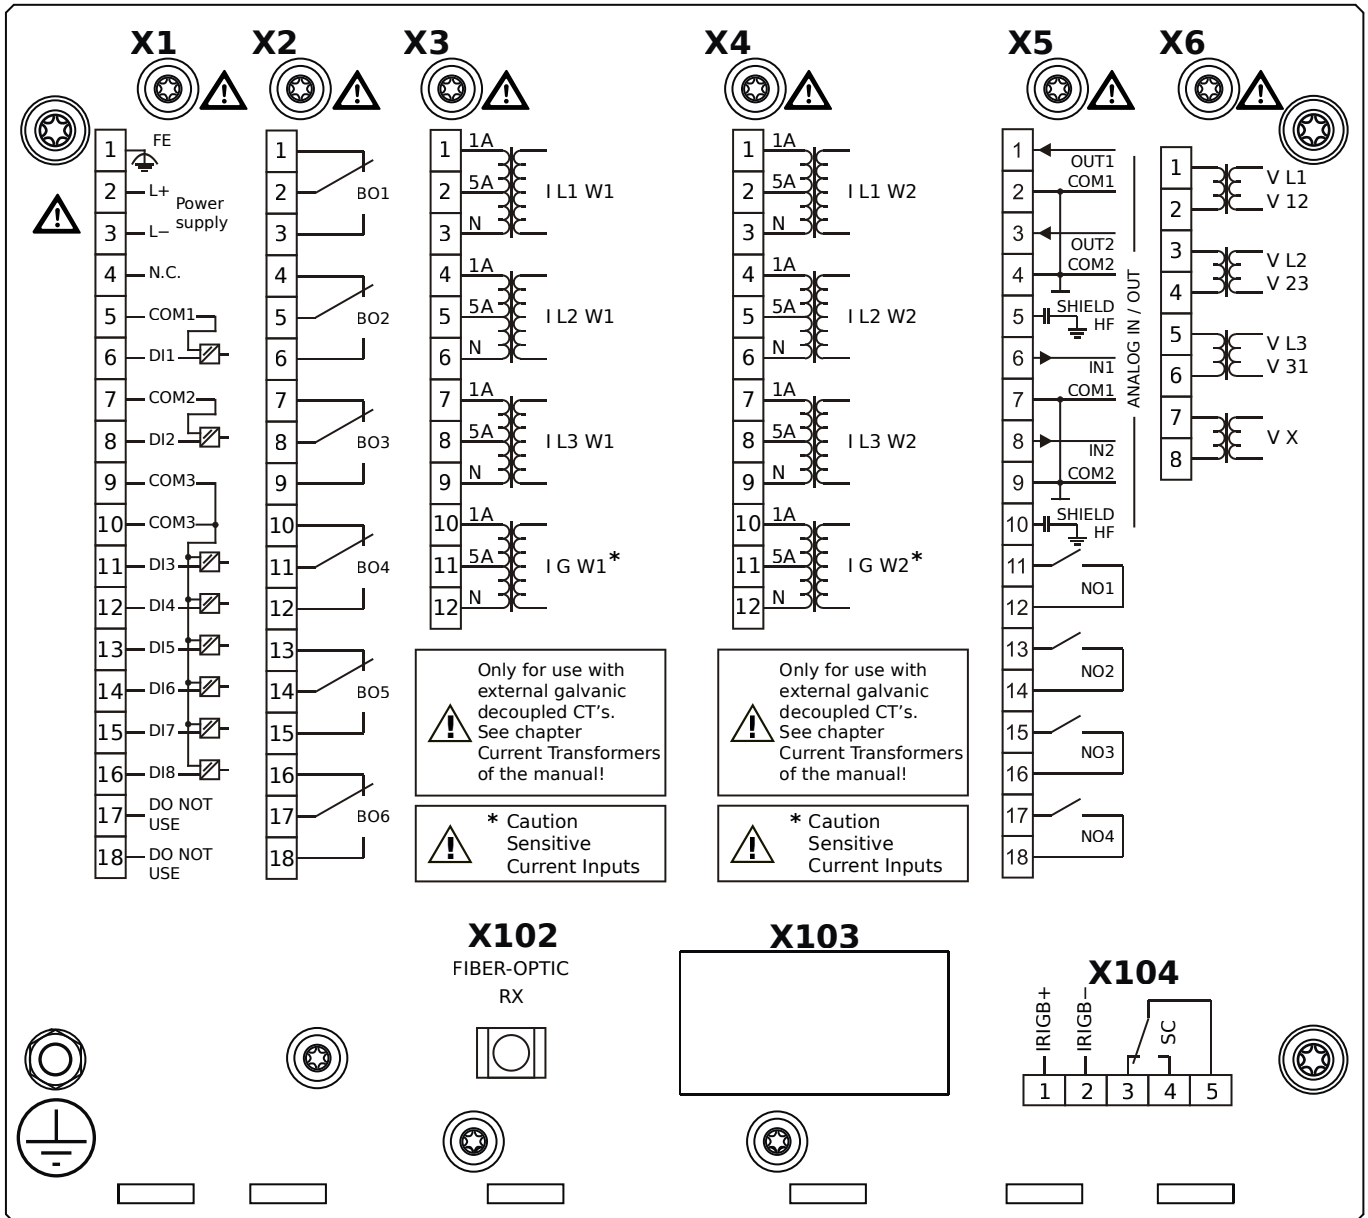 X1
X2
X3
X4
X5
X6
1
FE
2
L+
Power
supply
3
L−
4
N.C.
5
COM1
6
DI1
7
COM2
8
DI2
9
COM3
10
COM3
11
DI3
12
DI4
13
DI5
14
DI6
15
DI7
16
DI8
17
DO NOT
USE
18
DO NOT
USE
1
2
BO1
3
4
5
BO2
6
7
8
BO3
9
10
11
BO4
12
13
14
BO5
15
16
17
BO6
18
1
1A
2
5A
I L1 W1
3
N
4
1A
5
5A
I L2 W1
6
N
7
1A
8
5A
I L3 W1
9
N
10
1A
11
5A
I G W1*
12
N
Only for use with
external galvanic
decoupled CT's.
See chapter
Current Transformers
of the manual!
* Caution
Sensitive
Current Inputs
1
1A
2
5A
I L1 W2
3
N
4
1A
5
5A
I L2 W2
6
N
7
1A
8
5A
I L3 W2
9
N
10
1A
11
5A
I G W2*
12
N
Only for use with
external galvanic
decoupled CT's.
See chapter
Current Transformers
of the manual!
* Caution
Sensitive
Current Inputs
1
OUT1
2
COM1
3
OUT2
4
COM2
5
SHIELD
HF
6
IN1
7
COM1
8
IN2
9
COM2
10
SHIELD
HF
ANALOG IN / OUT
11
NO1
12
13
NO2
14
15
NO3
16
17
NO4
18
1
V L1
2
V 12
3
V L2
4
V 23
5
V L3
6
V 31
7
V X
8
X102
FIBER-OPTIC
RX
X103
X104
IRIGB+
IRIGB−
SC
1 2 3 4 5